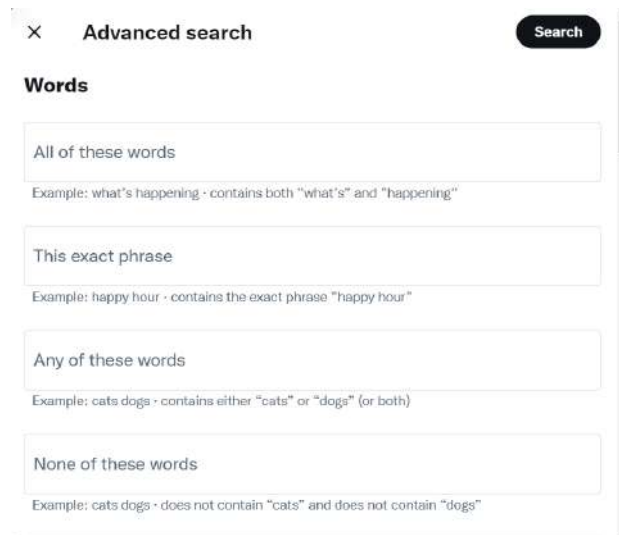 Advanced search
Search
Words
All of these words
Example: what's happening · contains both "what's" and "happening"
This exact phrase
Example: happy hour · contains the exact phrase "happy hour"
Any of these words
Example: cats dogs · contains either “cats” or “dogs” (or both)
None of these words
Example: cats dogs · does not contain “cats” and does not contain “dogs”